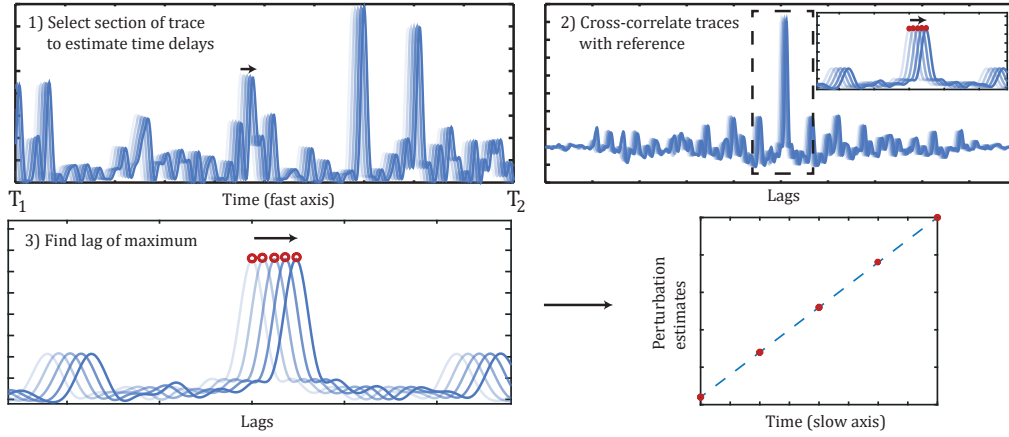 1) Select section of trace
to estimate time delays
T1
Time (fast axis)
T2
2) Cross-correlate traces
with reference
Lags
3) Find lag of maximum
Lags
Perturbation
estimates
Time (slow axis)